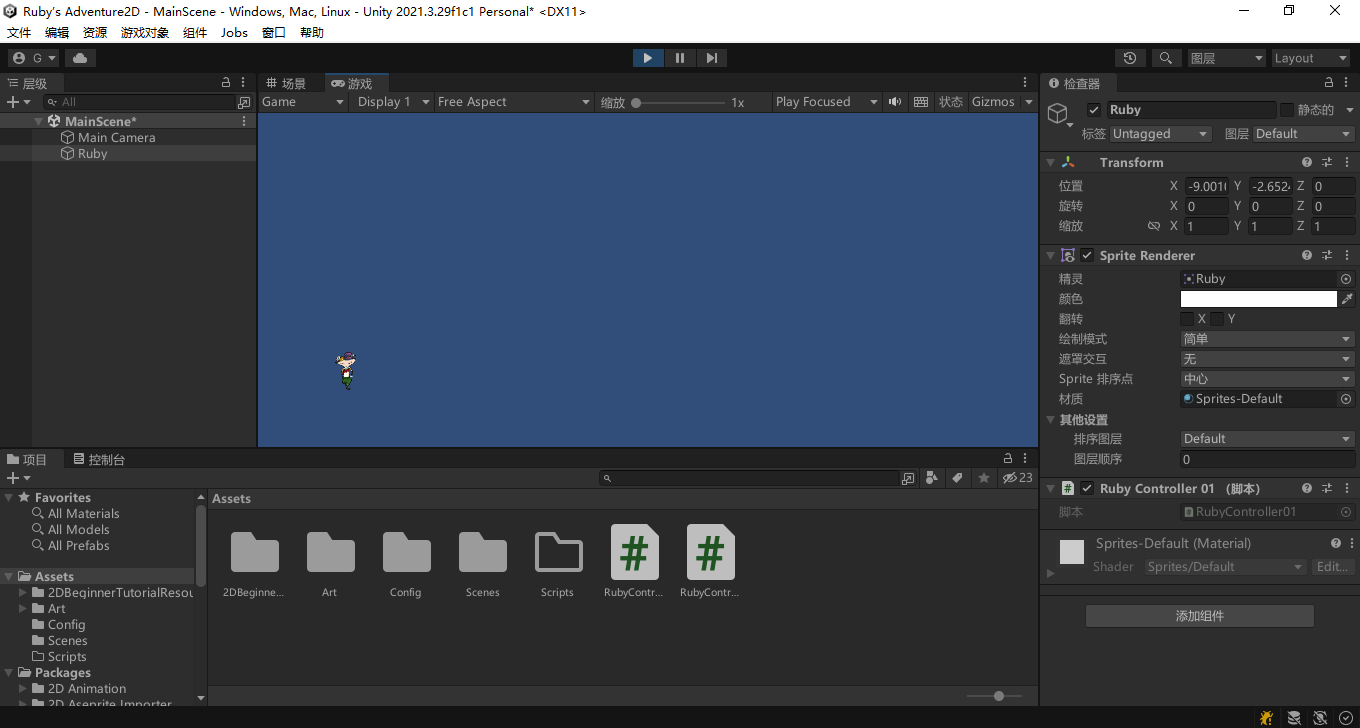 Ruby's Adventure2D - MainScene - Windows, Mac, Linux - Unity 2021.3.29f1c1 Personal* <DX11>
文件 编辑 资源 游戏对象 组件 Jobs 窗口 帮助
G 图层 Layout
层级
All
MainScene*
Main Camera
Ruby
场景 游戏
Game Display 1 Free Aspect 缩放 1x Play Focused 状态 Gizmos
检查器
Ruby 静态的
标签 Untagged 图层 Default
Transform
位置 X -9.0010 Y -2.6524 Z 0
旋转 X 0 Y 0 Z 0
缩放 X 1 Y 1 Z 1
Sprite Renderer
精灵 Ruby
颜色
翻转 X Y
绘制模式 简单
遮罩交互 无
Sprite 排序点 中心
材质 Sprites-Default
其他设置
排序图层 Default
图层顺序 0
Ruby Controller 01 （脚本）
脚本 RubyController01
Sprites-Default (Material)
Shader Sprites/Default Edit...
添加组件
项目 控制台
23
Favorites
All Materials
All Models
All Prefabs
Assets
2DBeginnerTutorialResou
Art
Config
Scenes
Scripts
Packages
2D Animation
2D Aseprite Importer
Assets
2DBeginne... Art Config Scenes Scripts RubyContr... RubyContr...